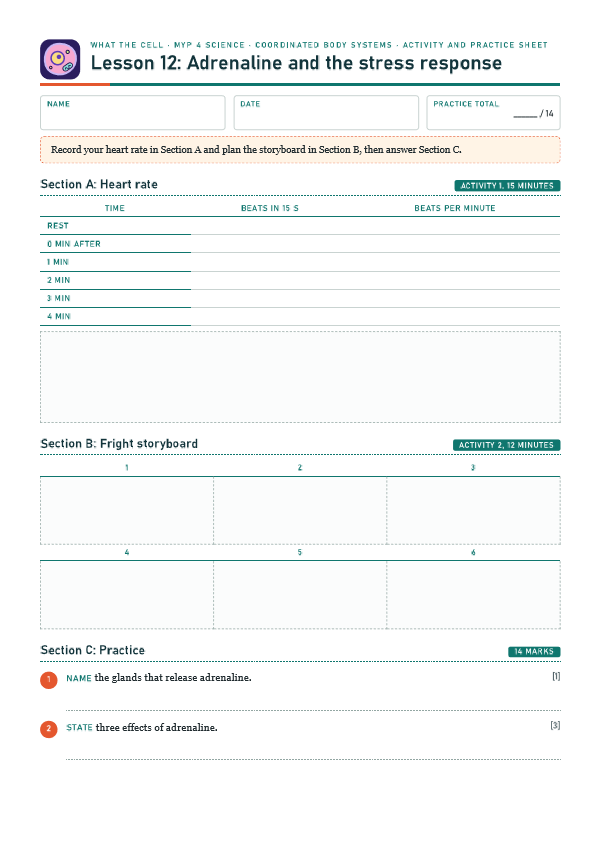 WHAT THE CELL · MYP 4 SCIENCE · COORDINATED BODY SYSTEMS · ACTIVITY AND PRACTICE SHEET
Lesson 12: Adrenaline and the stress response
NAME DATE PRACTICE TOTAL
_____ / 14
Record your heart rate in Section A and plan the storyboard in Section B, then answer Section C.
Section A: Heart rate ACTIVITY 1, 15 MINUTES
TIME BEATS IN 15 S BEATS PER MINUTE
REST
0 MIN AFTER
1 MIN
2 MIN
3 MIN
4 MIN
Section B: Fright storyboard ACTIVITY 2, 12 MINUTES
1 2 3
4 5 6
Section C: Practice 14 MARKS
1 NAME the glands that release adrenaline. [1]
2 STATE three effects of adrenaline. [3]